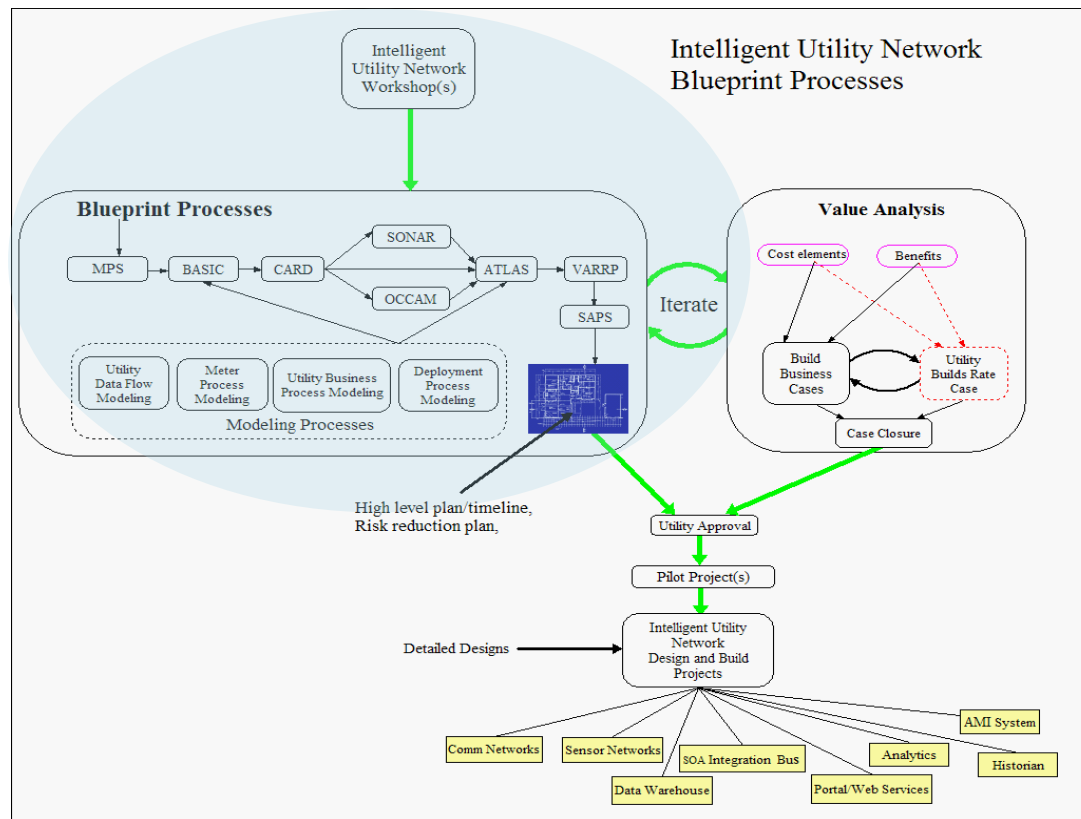 Intelligent Utility Network
Blueprint Processes
Intelligent
Utility Network
Workshop(s)
Blueprint Processes
MPS
BASIC
CARD
SONAR
OCCAM
ATLAS
VARRP
SAPS
Utility
Data Flow
Modeling
Meter
Process
Modeling
Utility Business
Process Modeling
Deployment
Process
Modeling
Modeling Processes
High level plan/timeline,
Risk reduction plan,
Iterate
Value Analysis
Cost elements
Benefits
Build
Business
Cases
Utility
Builds Rate
Case
Case Closure
Utility Approval
Pilot Project(s)
Detailed Designs
Intelligent Utility
Network
Design and Build
Projects
Comm Networks
Sensor Networks
Data Warehouse
SOA Integration Bus
Portal/Web Services
Analytics
AMI System
Historian